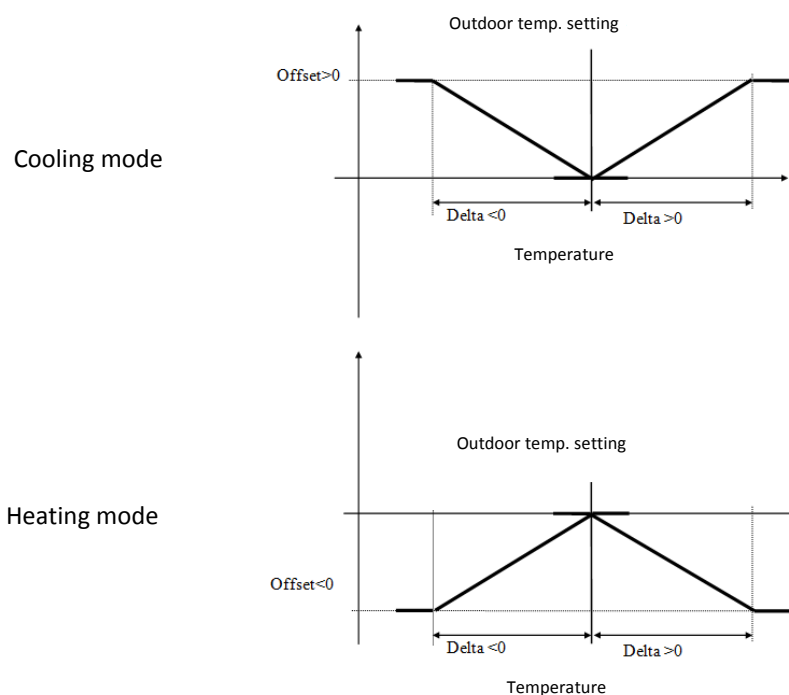 Outdoor temp. setting
Offset>0
Cooling mode
Delta <0
Delta >0
Temperature
Outdoor temp. setting
Heating mode
Offset<0
Delta <0
Delta >0
Temperature